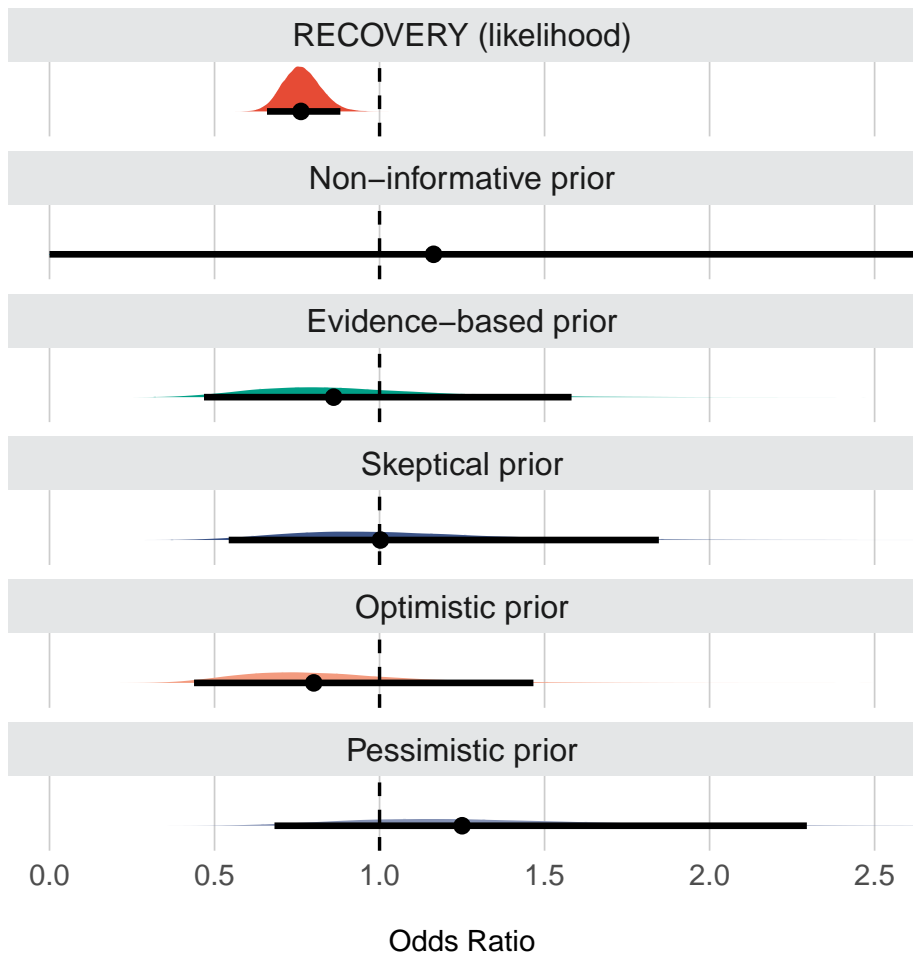 RECOVERY (likelihood)
Non−informative prior
Evidence−based prior
Skeptical prior
Optimistic prior
Pessimistic prior
0.0 0.5 1.0 1.5 2.0 2.5
Odds Ratio